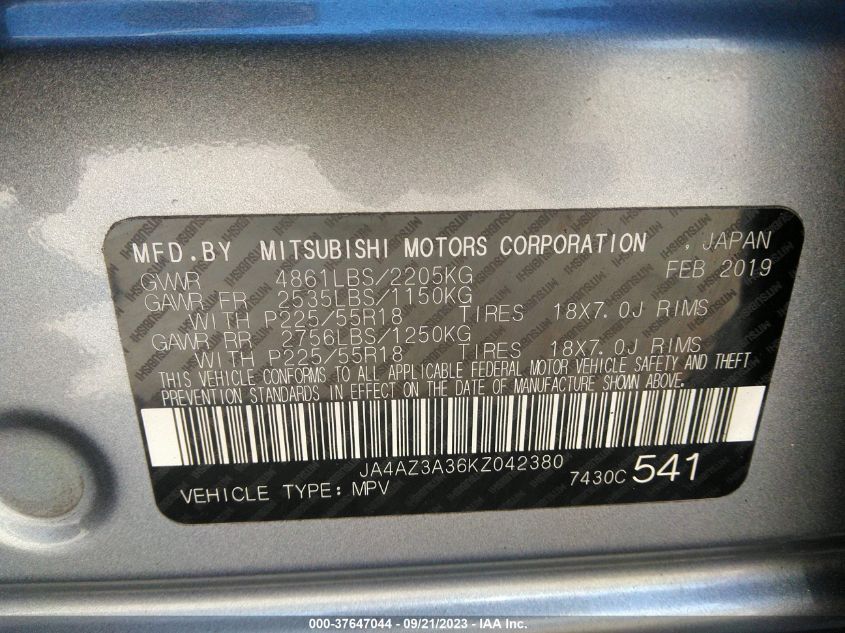 MFD.BY MITSUBISHI MOTORS CORPORATION , JAPAN
GVWR 4861LBS/2205KG FEB 2019
GAWR FR 2535LBS/1150KG
WITH P225/55R18 TIRES 18X7.0J RIMS
GAWR RR 2756LBS/1250KG
WITH P225/55R18 TIRES 18X7.0J RIMS
THIS VEHICLE CONFORMS TO ALL APPLICABLE FEDERAL MOTOR VEHICLE SAFETY AND THEFT
PREVENTION STANDARDS IN EFFECT ON THE DATE OF MANUFACTURE SHOWN ABOVE.
JA4AZ3A36KZ042380
VEHICLE TYPE: MPV 7430C 541
000-37647044 - 09/21/2023 - IAA Inc.